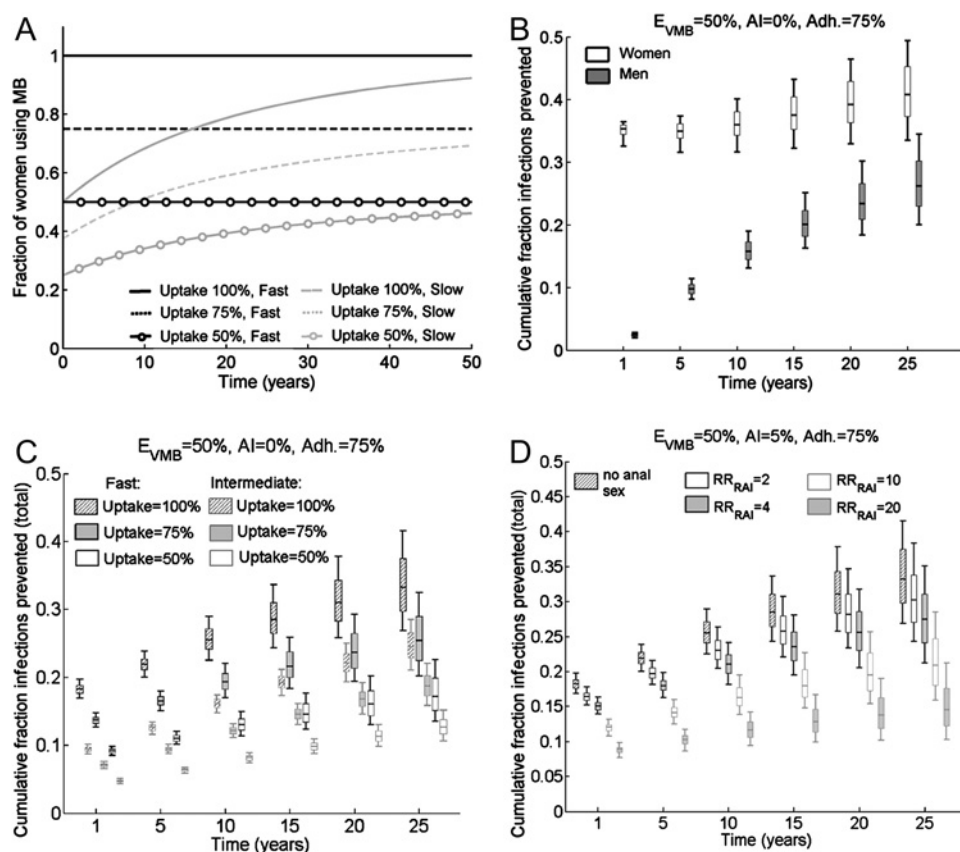 A
Fraction of women using MB
1
0.8
0.6
0.4
0.2
0
0 10 20 30 40 50
Time (years)
Uptake 100%, Fast
Uptake 75%, Fast
Uptake 50%, Fast
Uptake 100%, Slow
Uptake 75%, Slow
Uptake 50%, Slow
B
E_VMB=50%, AI=0%, Adh.=75%
Women
Men
Cumulative fraction infections prevented
0.5
0.4
0.3
0.2
0.1
0
1 5 10 15 20 25
Time (years)
C
E_VMB=50%, AI=0%, Adh.=75%
Fast:
Uptake=100%
Uptake=75%
Uptake=50%
Intermediate:
Uptake=100%
Uptake=75%
Uptake=50%
Cumulative fraction infections prevented (total)
0.5
0.4
0.3
0.2
0.1
0
1 5 10 15 20 25
Time (years)
D
E_VMB=50%, AI=5%, Adh.=75%
no anal
sex
RR_RAI=2
RR_RAI=4
RR_RAI=10
RR_RAI=20
Cumulative fraction infections prevented (total)
0.5
0.45
0.4
0.35
0.3
0.25
0.2
0.15
0.1
0.05
0
1 5 10 15 20 25
Time (years)